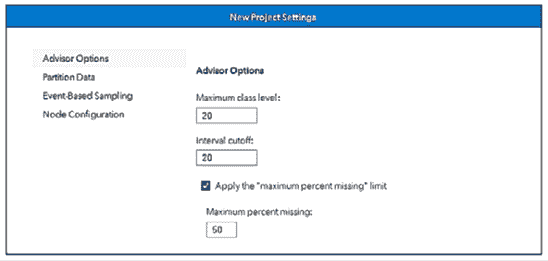 New Project Settings
Advisor Options
Partition Data
Event-Based Sampling
Node Configuration
Advisor Options
Maximum class level:
20
Interval cutoff:
20
Apply the "maximum percent missing" limit
Maximum percent missing:
50